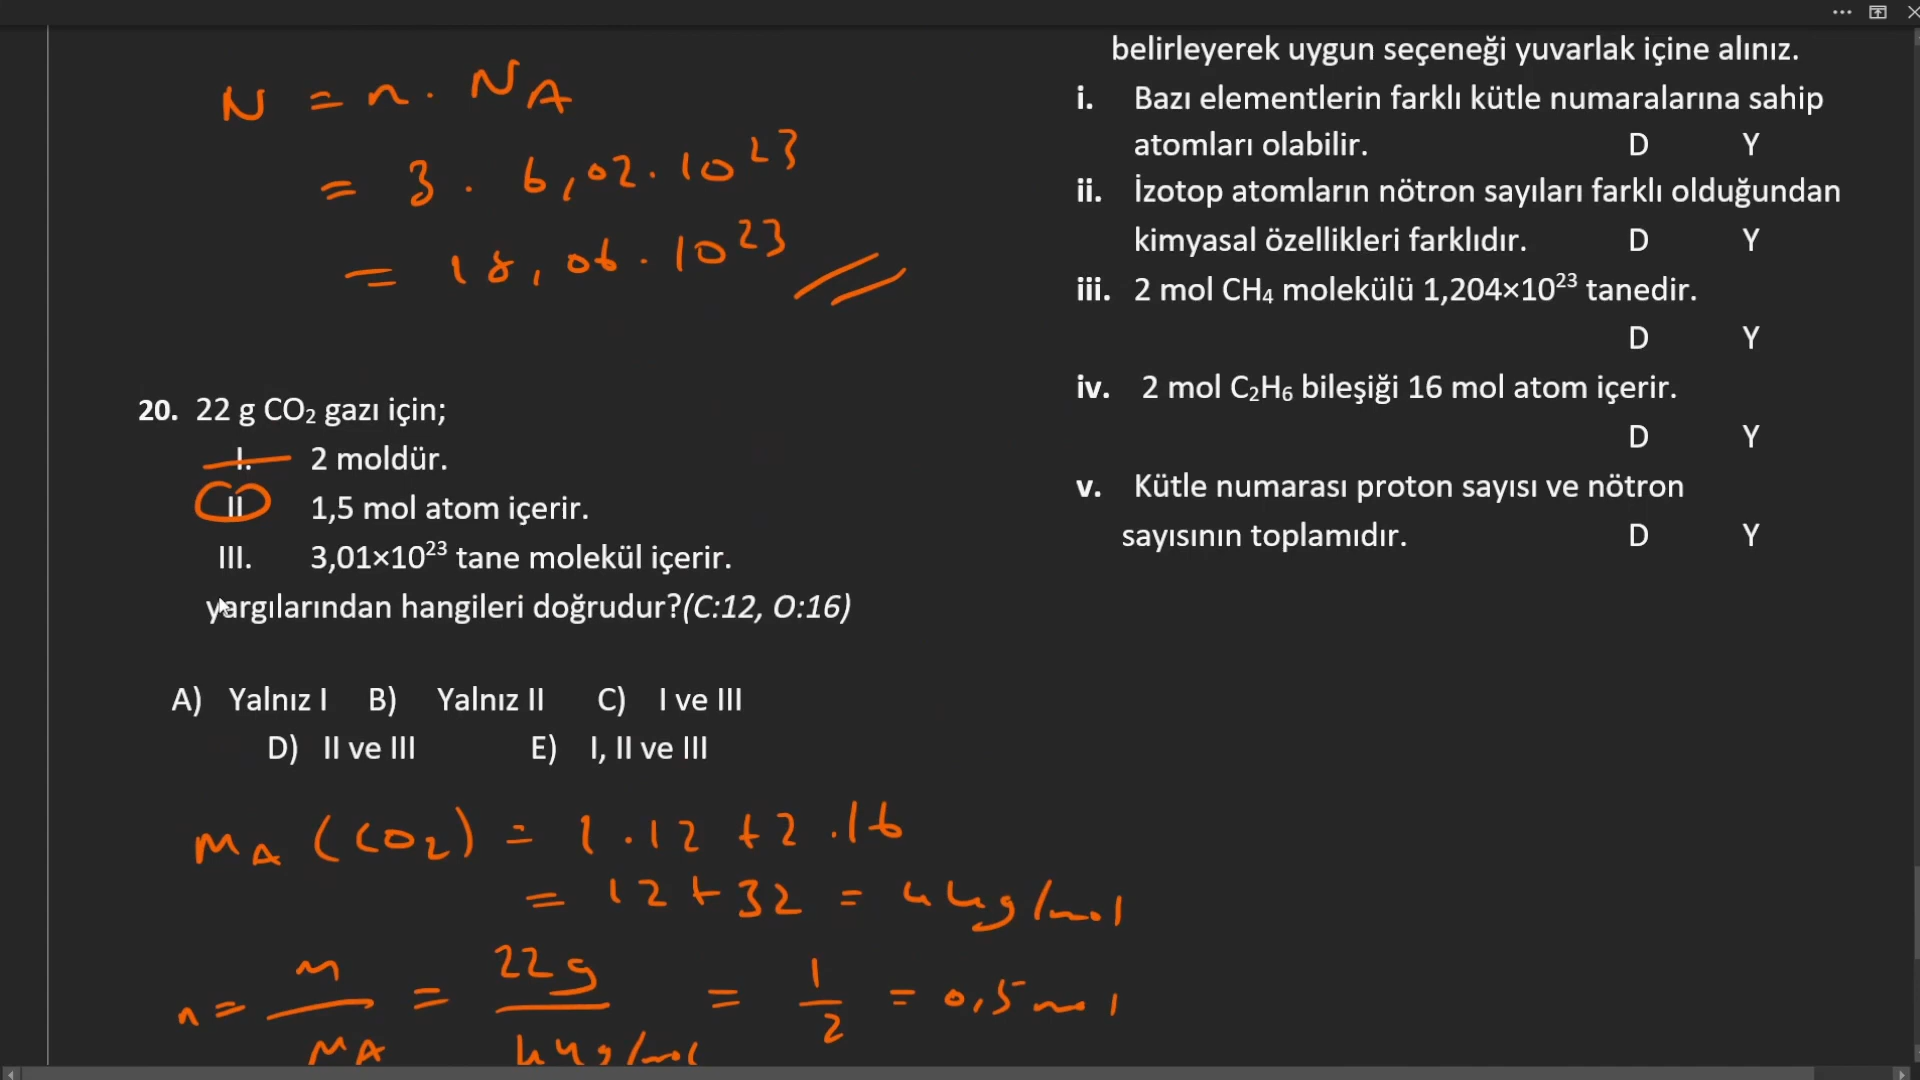 N = n . NA
= 3 . 6,02 . 10²³
= 18,06 . 10²³
20. 22 g CO₂ gazı için;
I. 2 moldür.
II 1,5 mol atom içerir.
III. 3,01×10²³ tane molekül içerir.
yargılarından hangileri doğrudur?(C:12, O:16)
A) Yalnız I B) Yalnız II C) I ve III
D) II ve III E) I, II ve III
MA (CO₂) = 1 . 12 + 2 . 16
= 12 + 32 = 44g/mol
n = m/MA = 22g/44g/mol = 1/2 = 0,5 mol
belirleyerek uygun seçeneği yuvarlak içine alınız.
i. Bazı elementlerin farklı kütle numaralarına sahip
atomları olabilir. D Y
ii. İzotop atomların nötron sayıları farklı olduğundan
kimyasal özellikleri farklıdır. D Y
iii. 2 mol CH₄ molekülü 1,204×10²³ tanedir.
D Y
iv. 2 mol C₂H₆ bileşiği 16 mol atom içerir.
D Y
v. Kütle numarası proton sayısı ve nötron
sayısının toplamıdır. D Y